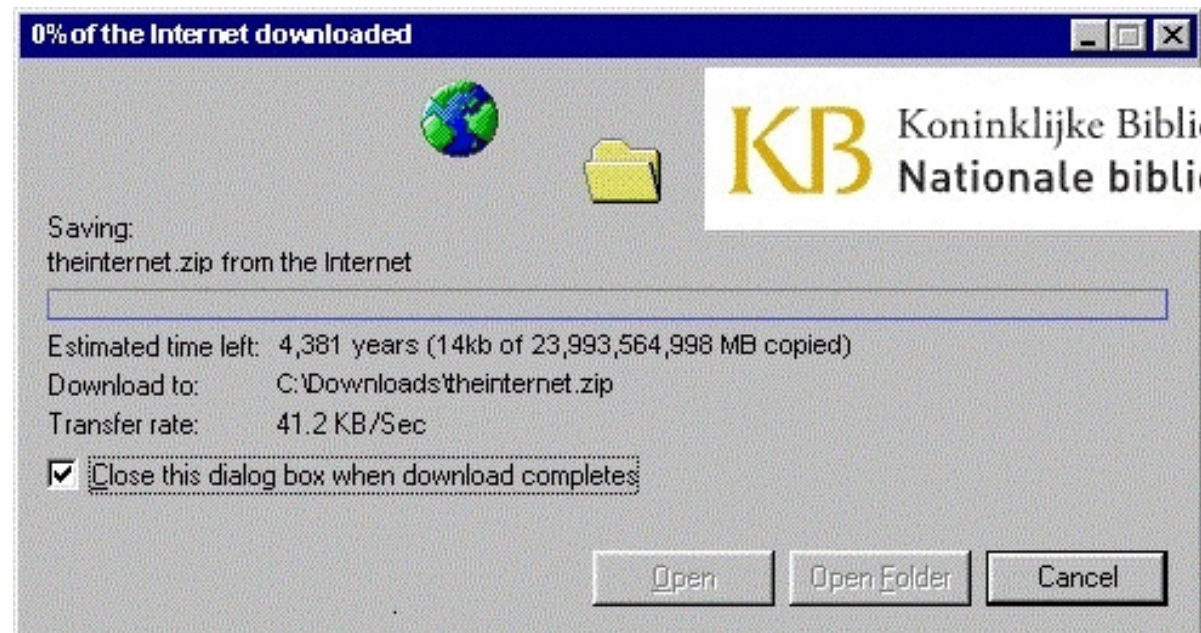 0% of the Internet downloaded
KB Koninklijke
Nationale
Saving:
theinternet.zip from the Internet
Estimated time left: 4,381 years (14kb of 23,993,564,998 MB copied)
Download to: C:\Downloads\theinternet.zip
Transfer rate: 41.2 KB/Sec
Close this dialog box when download completes
Open
Open Folder
Cancel